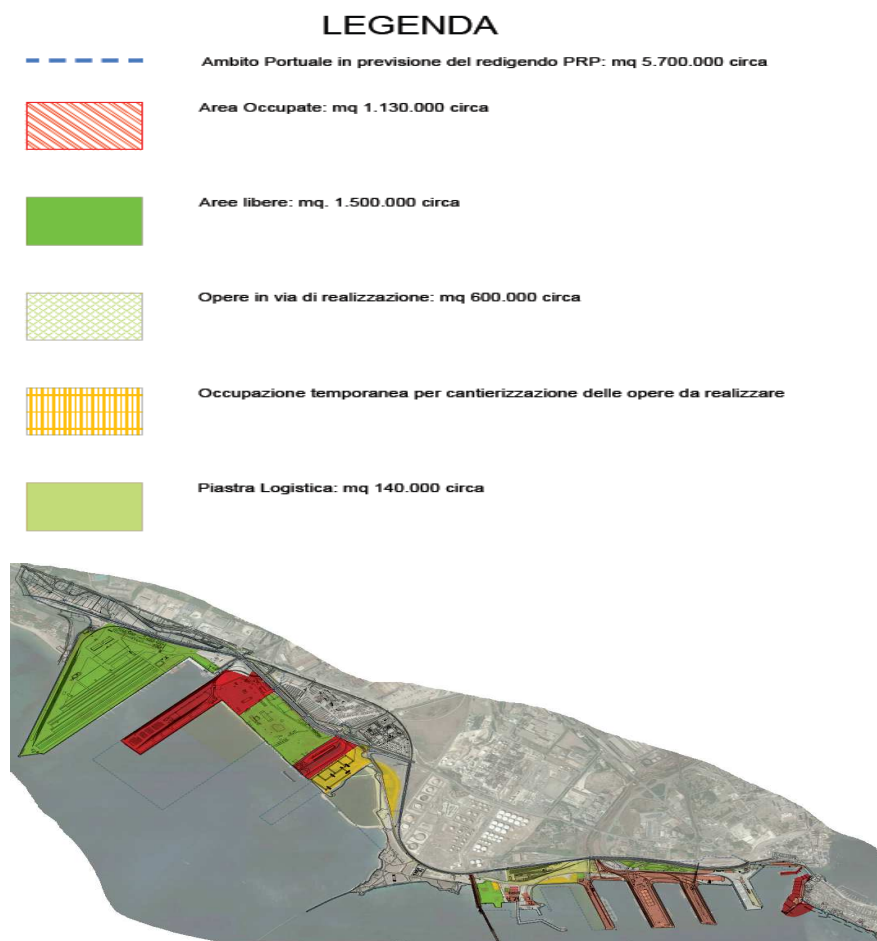 LEGENDA
Ambito Portuale in previsione del redigendo PRP: mq 5.700.000 circa
Area Occupate: mq 1.130.000 circa
Aree libere: mq. 1.500.000 circa
Opere in via di realizzazione: mq 600.000 circa
Occupazione temporanea per cantierizzazione delle opere da realizzare
Piastra Logistica: mq 140.000 circa